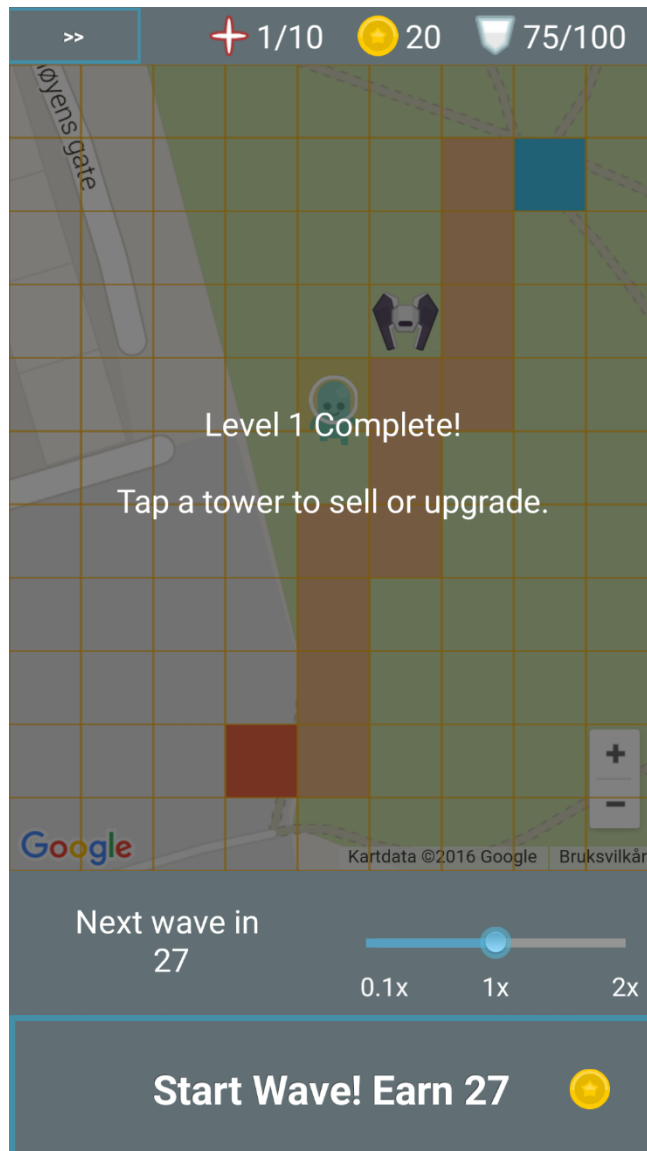 >>
1/10
20
75/100
øyens gate
Level 1 Complete!
Tap a tower to sell or upgrade.
+
−
Google
Kartdata ©2016 Google
Bruksvilkår
Next wave in
27
0.1x
1x
2x
Start Wave! Earn 27